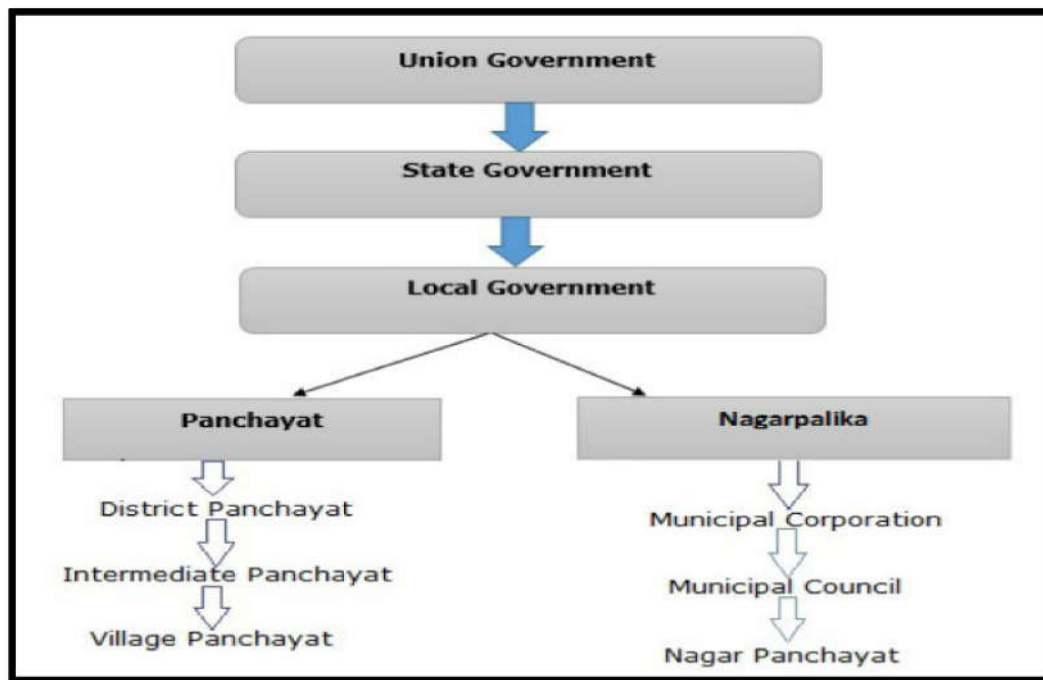 Union Government
State Government
Local Government
Panchayat
District Panchayat
Intermediate Panchayat
Village Panchayat
Nagarpalika
Municipal Corporation
Municipal Council
Nagar Panchayat